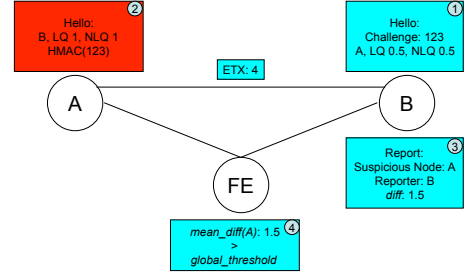 2
Hello:
B, LQ 1, NLQ 1
HMAC(123)
1
Hello:
Challenge: 123
A, LQ 0.5, NLQ 0.5
ETX: 4
A
B
3
Report:
Suspicious Node: A
Reporter: B
diff: 1.5
FE
4
mean_diff(A): 1.5
>
global_threshold